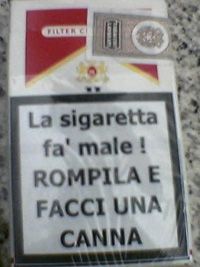 FILTER C
La sigaretta
fa' male !
ROMPILA E
FACCI UNA
CANNA